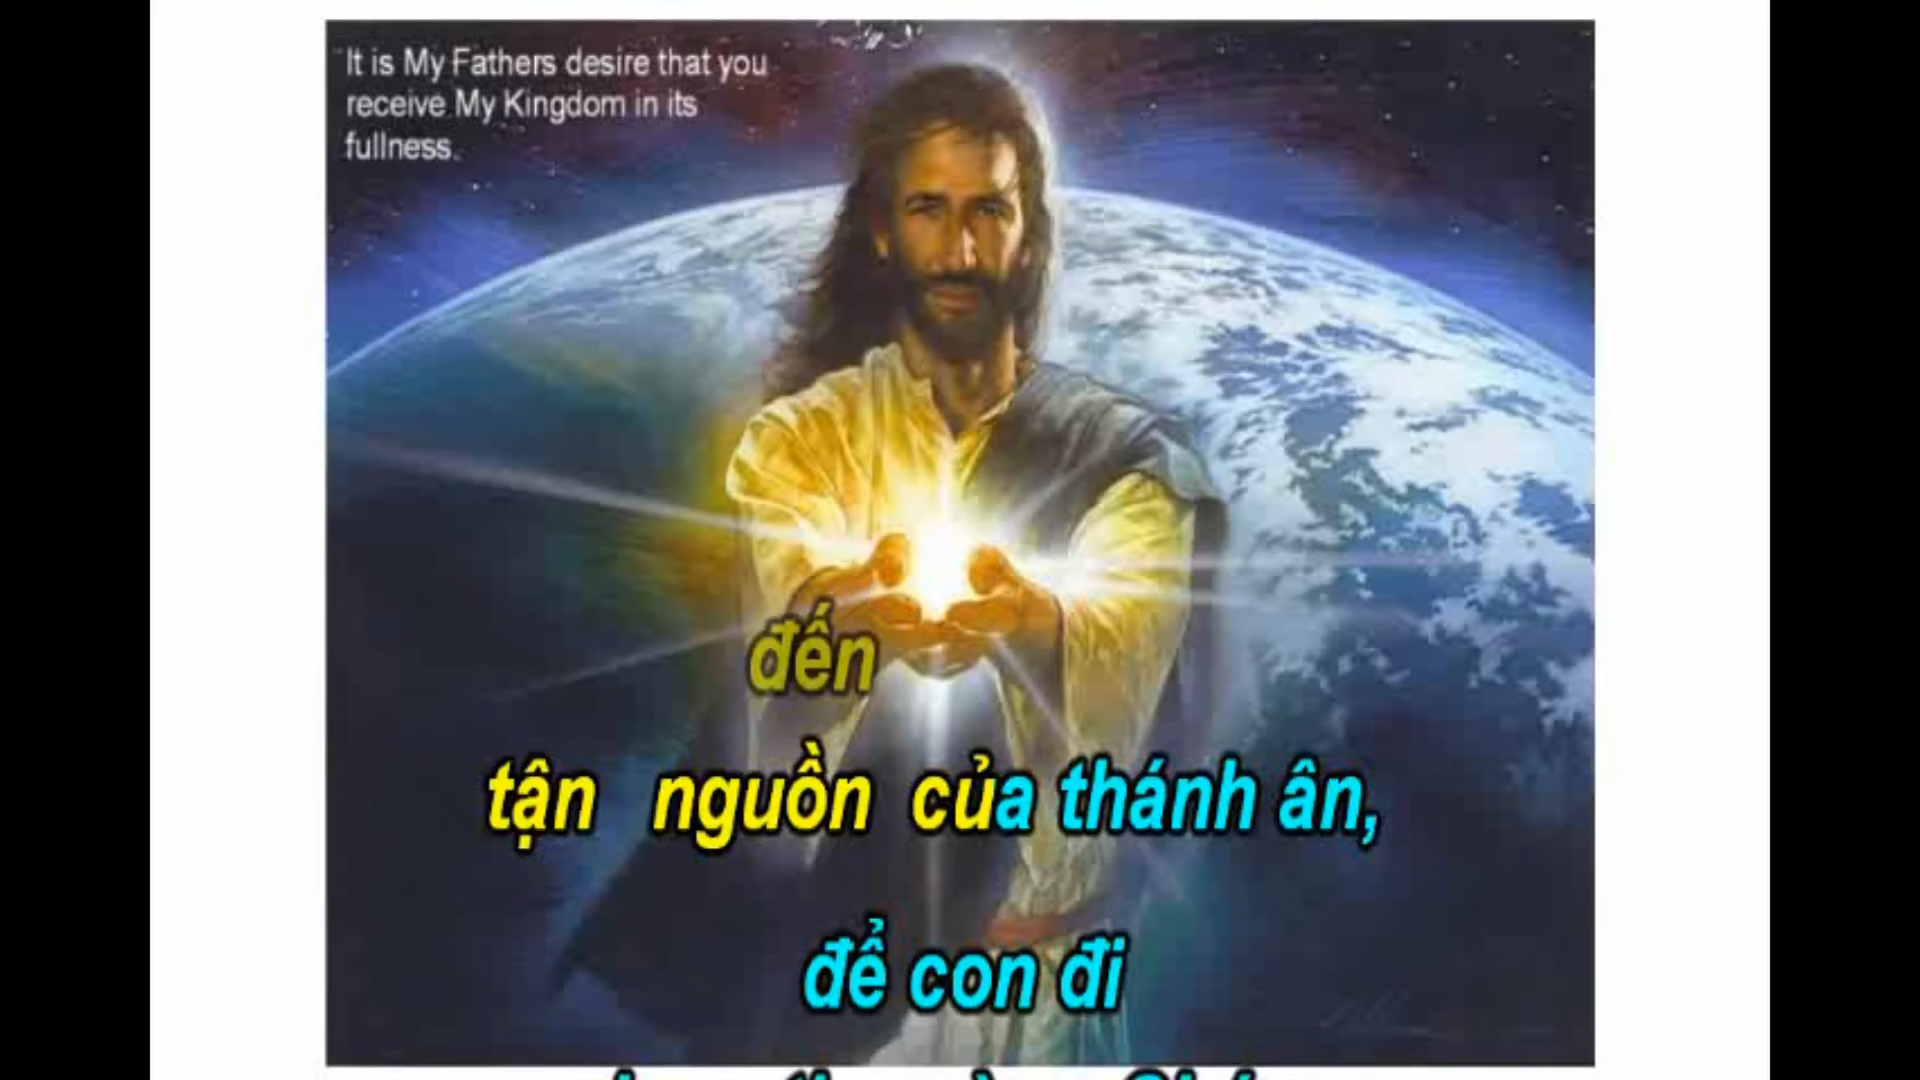 It is My Fathers desire that you
receive My Kingdom in its
fullness.
đến
tận nguồn của thánh ân,
để con đi